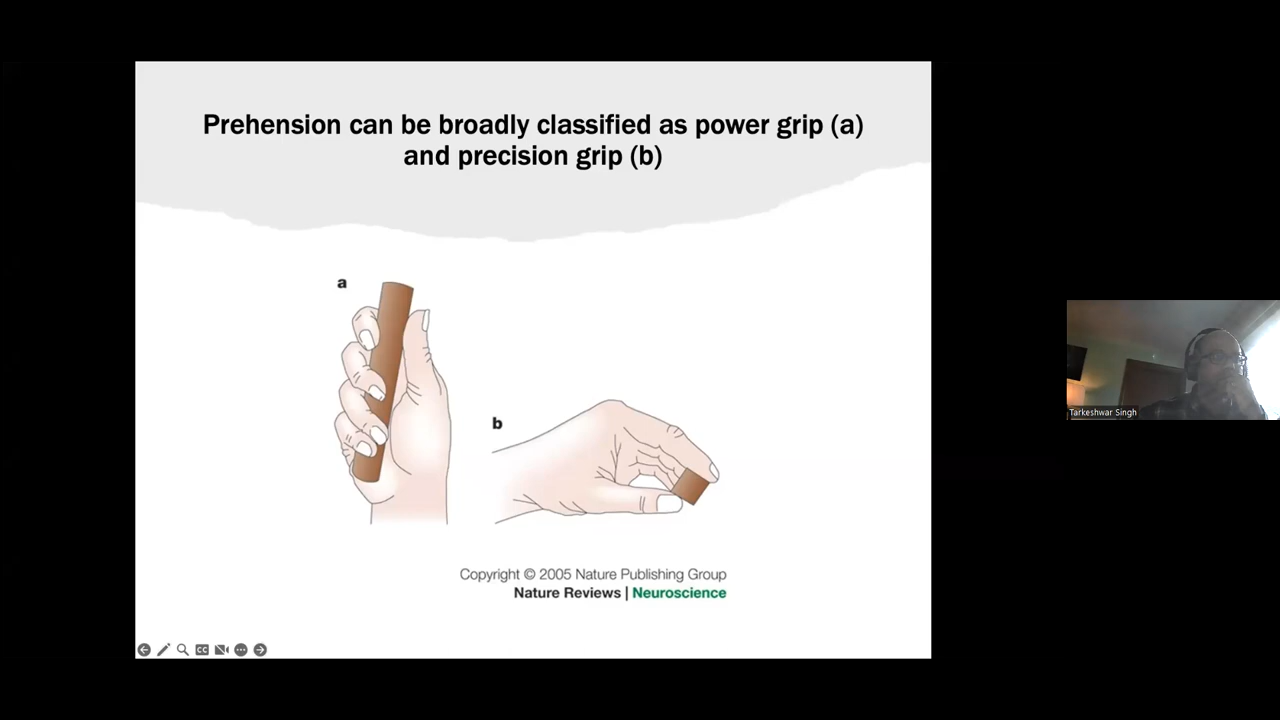 Prehension can be broadly classified as power grip (a)
and precision grip (b)
a
b
Copyright © 2005 Nature Publishing Group
Nature Reviews | Neuroscience
CC
Tarkeshwar Singh